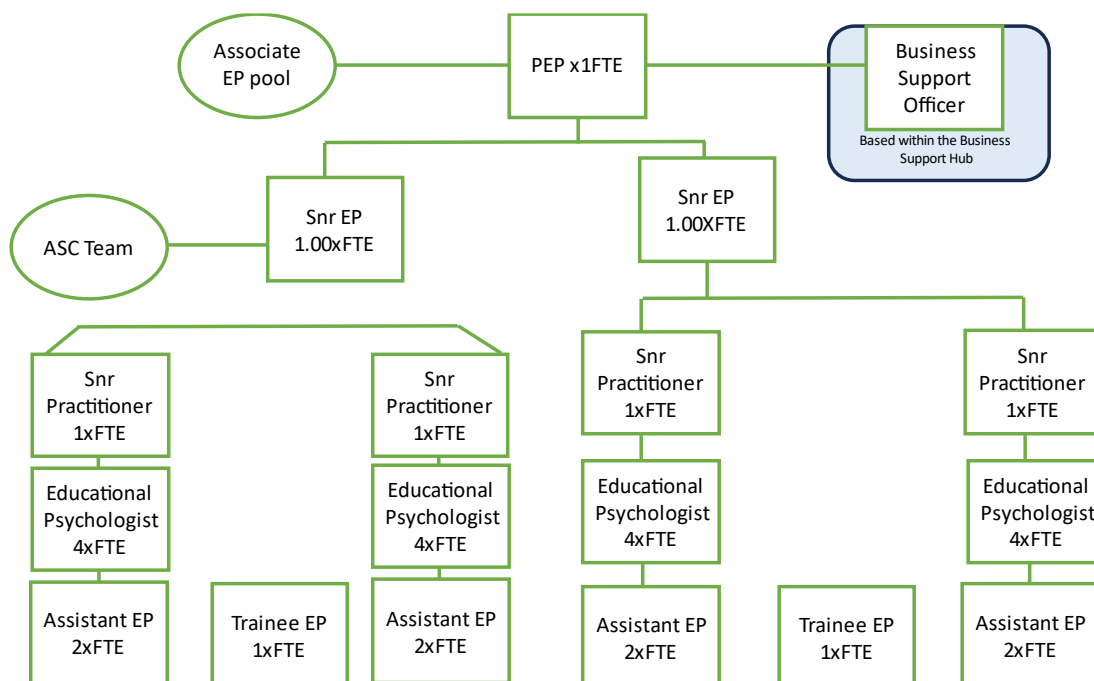 Associate
EP pool
PEP x1FTE
Business
Support
Officer
Based within the Business
Support Hub
Snr EP
1.00xFTE
Snr EP
1.00XFTE
ASC Team
Snr
Practitioner
1xFTE
Snr
Practitioner
1xFTE
Snr
Practitioner
1xFTE
Snr
Practitioner
1xFTE
Educational
Psychologist
4xFTE
Educational
Psychologist
4xFTE
Educational
Psychologist
4xFTE
Educational
Psychologist
4xFTE
Assistant EP
2xFTE
Trainee EP
1xFTE
Assistant EP
2xFTE
Assistant EP
2xFTE
Trainee EP
1xFTE
Assistant EP
2xFTE